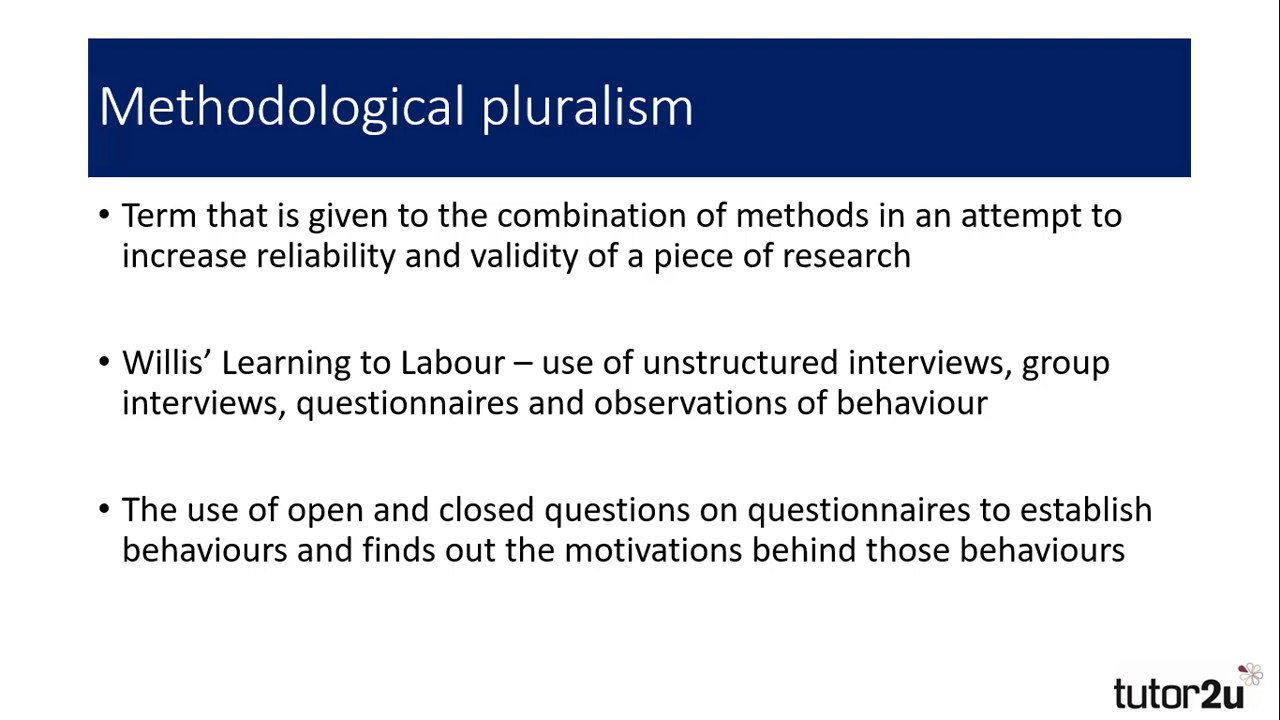 Methodological pluralism
• Term that is given to the combination of methods in an attempt to
increase reliability and validity of a piece of research
• Willis’ Learning to Labour – use of unstructured interviews, group
interviews, questionnaires and observations of behaviour
• The use of open and closed questions on questionnaires to establish
behaviours and finds out the motivations behind those behaviours
tutor2u